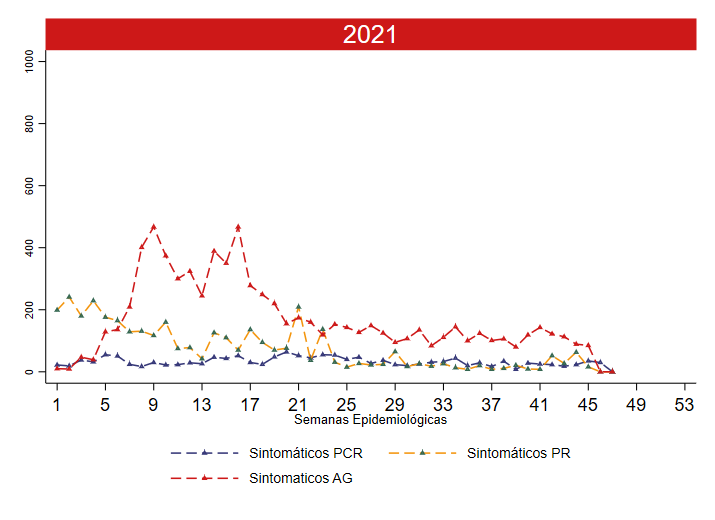 2021
1000
800
600
400
200
0
1 5 9 13 17 21 25 29 33 37 41 45 49 53
Semanas Epidemiológicas
Sintomáticos PCR Sintomáticos PR
Sintomaticos AG